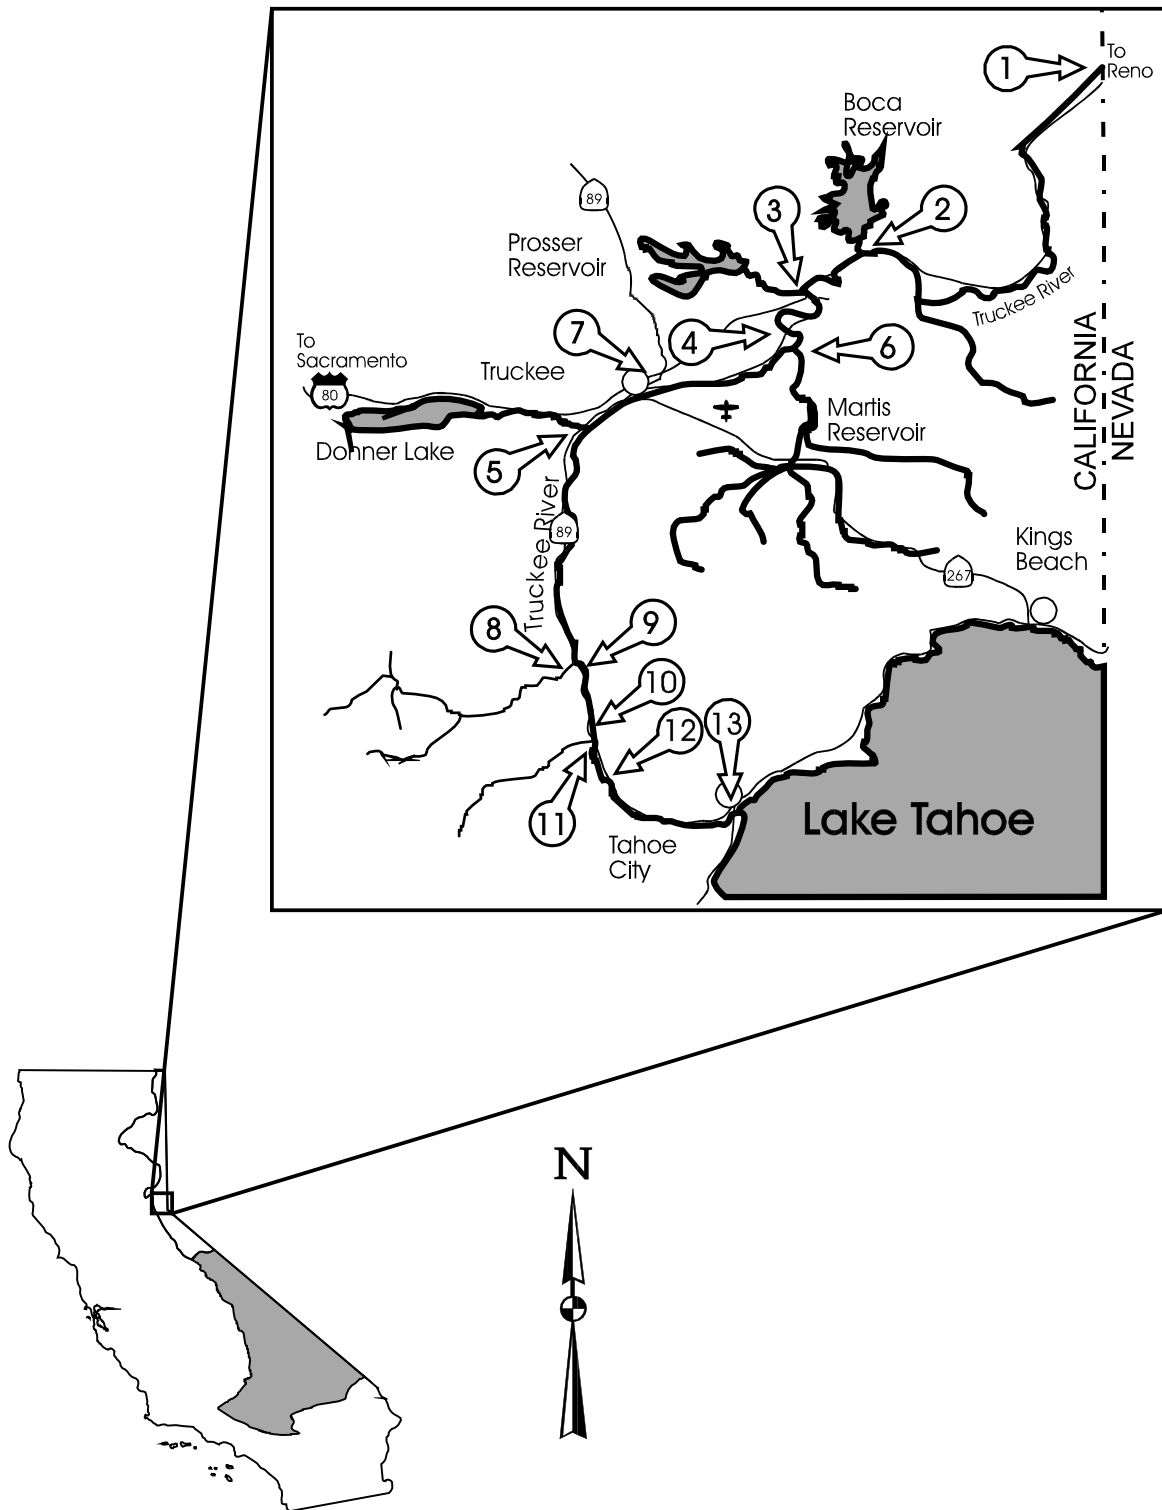 To
Reno
1
Boca
Reservoir
89
3
2
Prosser
Reservoir
Truckee River
7
4
6
To
Sacramento
80
Truckee
CALIFORNIA
NEVADA
Donner Lake
Martis
Reservoir
5
Truckee River
89
Kings
Beach
267
8
9
10
12
13
11
Lake Tahoe
Tahoe
City
N